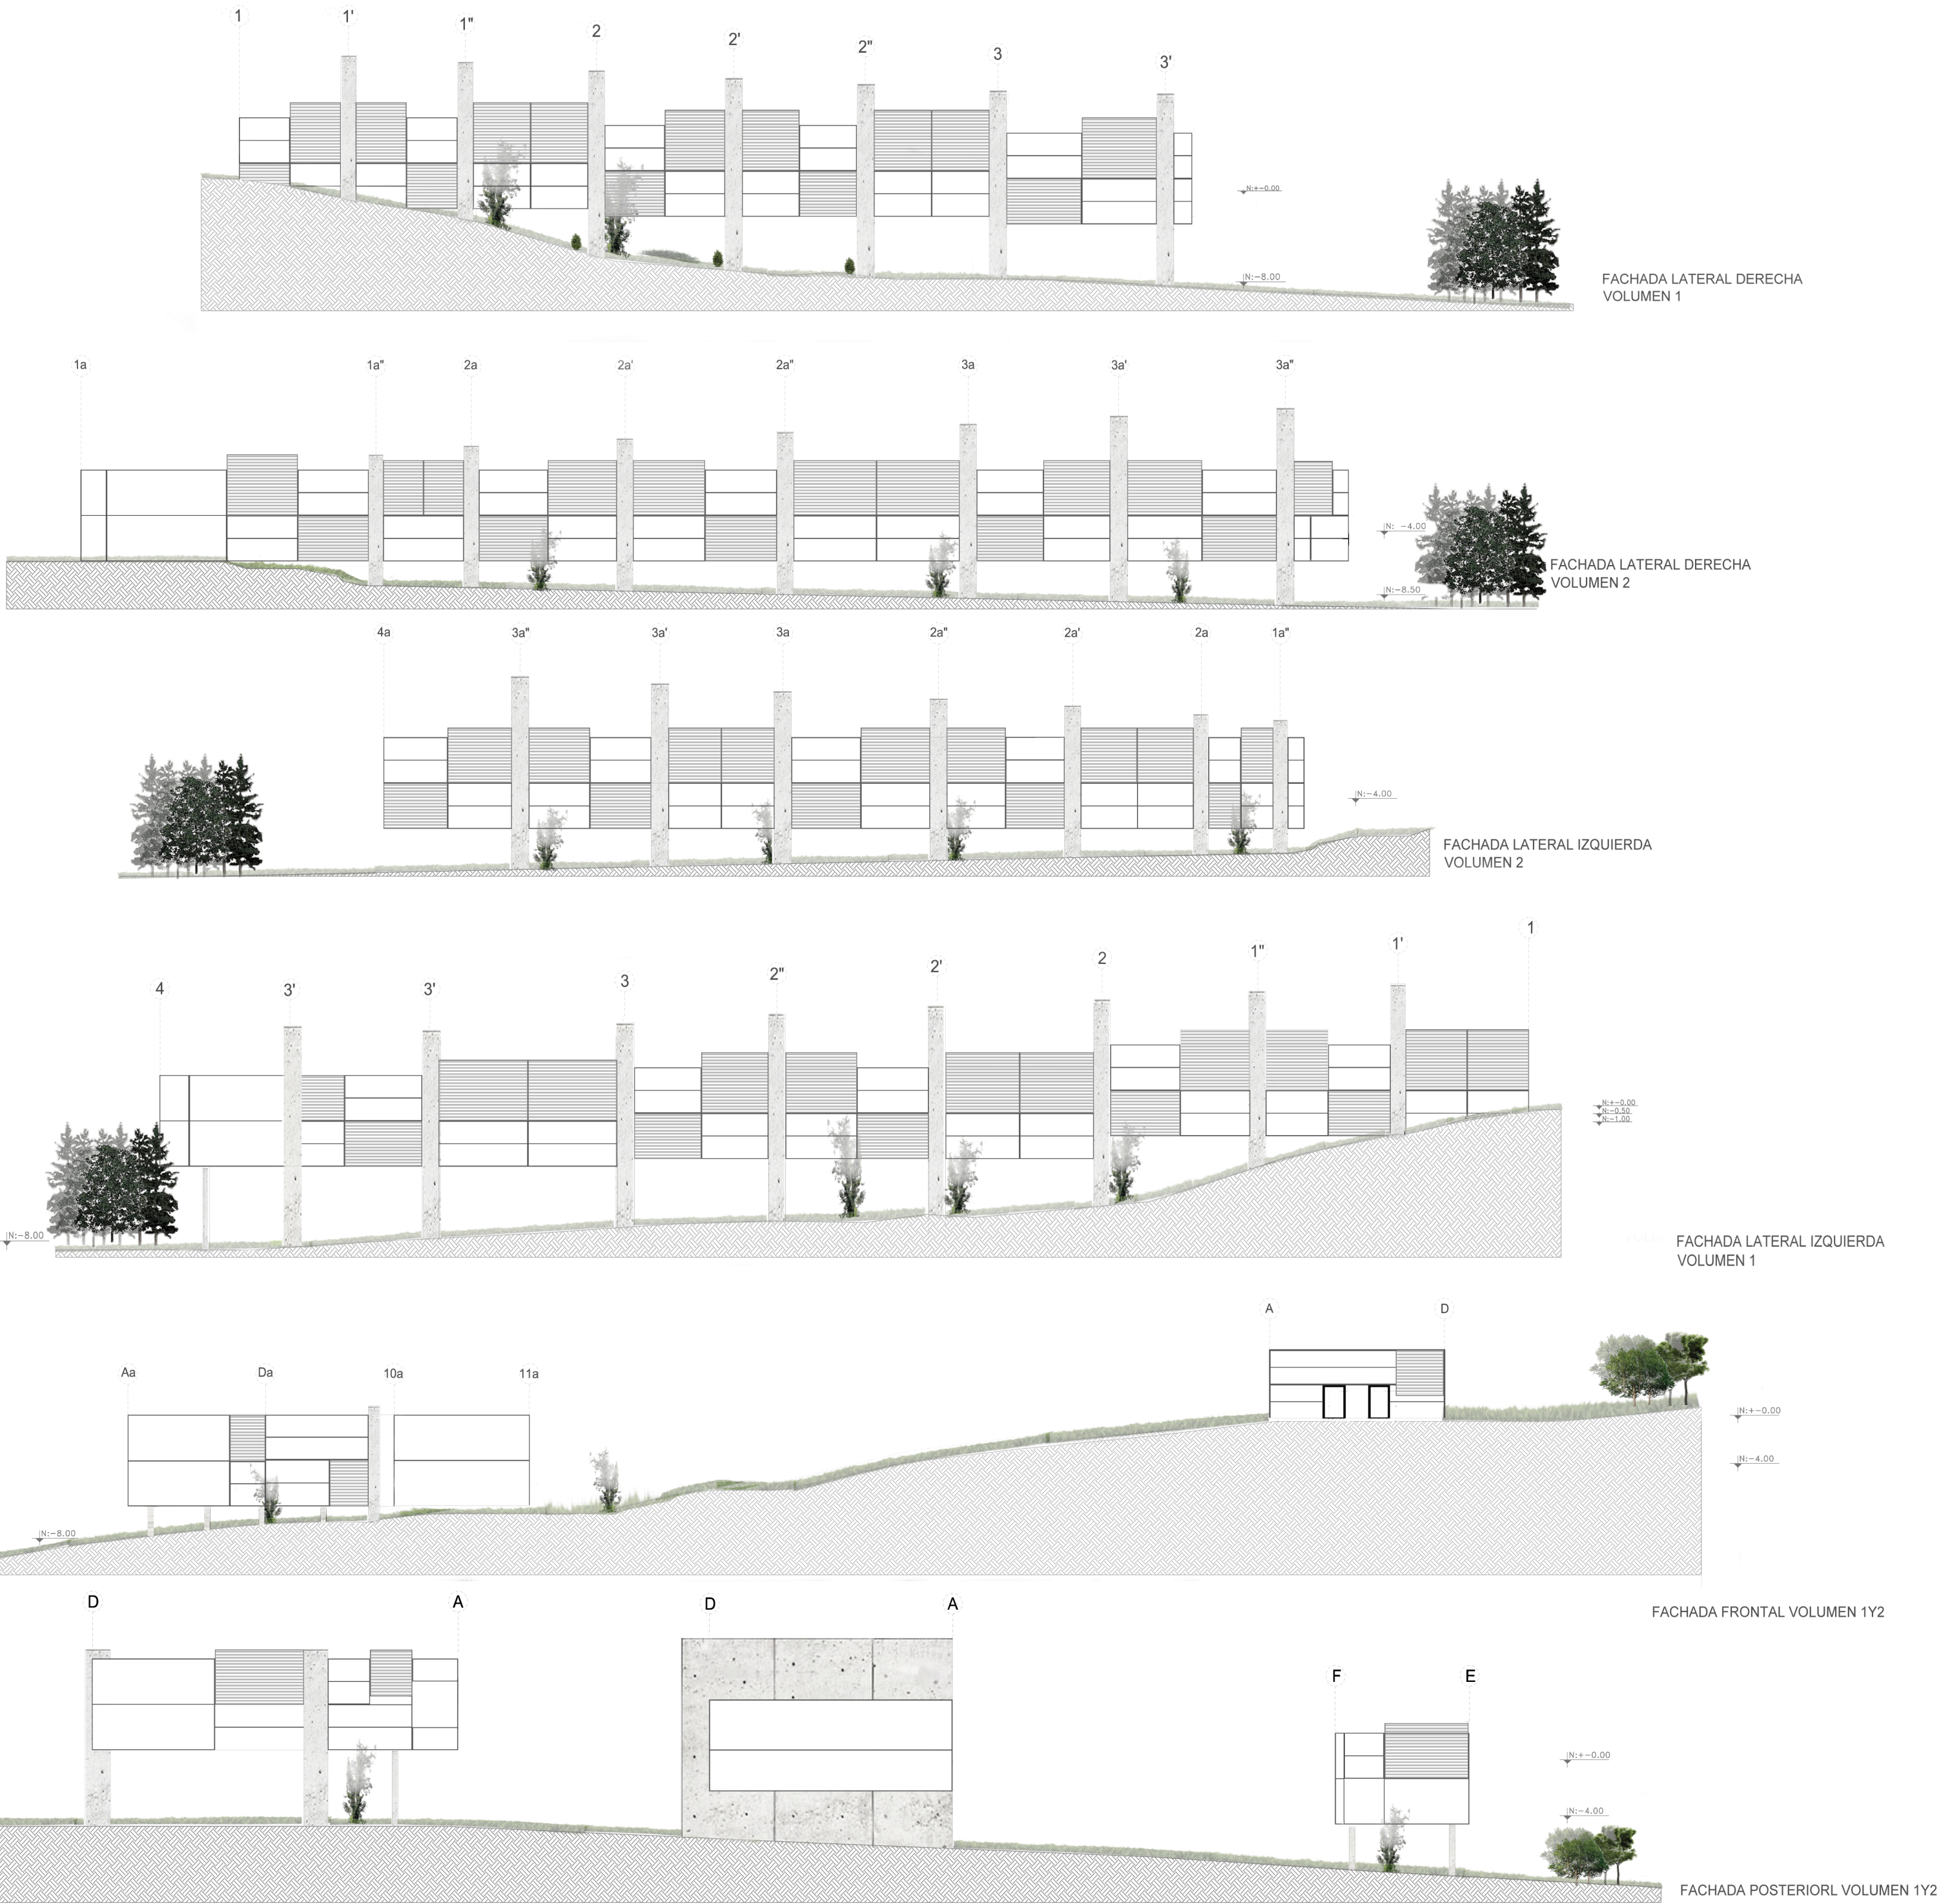 1 1' 1" 2 2' 2" 3 3'
N:+-0.00
N:-8.00
FACHADA LATERAL DERECHA
VOLUMEN 1
1a 1a" 2a 2a' 2a" 3a 3a' 3a"
N: -4.00
N:-8.50
FACHADA LATERAL DERECHA
VOLUMEN 2
4a 3a" 3a' 3a 2a" 2a' 2a 1a"
N:-4.00
FACHADA LATERAL IZQUIERDA
VOLUMEN 2
4 3' 3' 3 2" 2' 2 1" 1' 1
N:+-0.00
N:-0.50
N:-1.00
N:-8.00
FACHADA LATERAL IZQUIERDA
VOLUMEN 1
A D
Aa Da 10a 11a
N:+-0.00
N:-4.00
N:-8.00
FACHADA FRONTAL VOLUMEN 1Y2
D A D A
F E
N:+-0.00
N:-4.00
FACHADA POSTERIORL VOLUMEN 1Y2